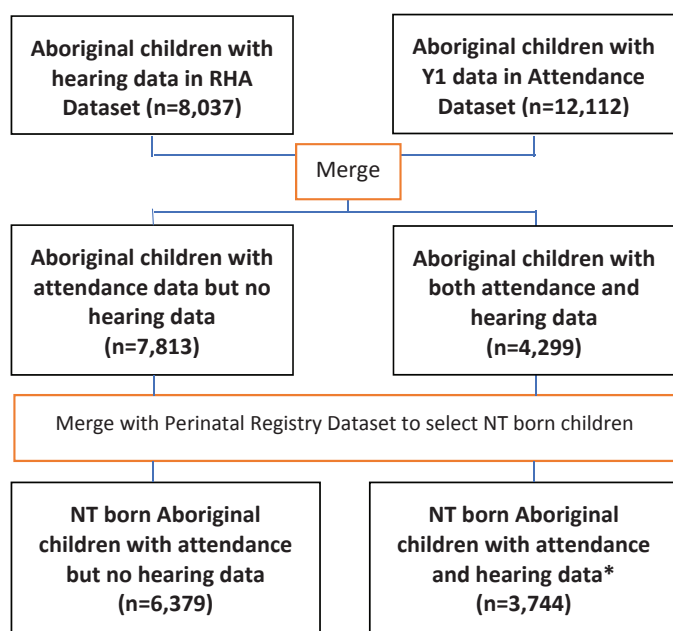 Aboriginal children with
hearing data in RHA
Dataset (n=8,037)
Aboriginal children with
Y1 data in Attendance
Dataset (n=12,112)
Merge
Aboriginal children with
attendance data but no
hearing data
(n=7,813)
Aboriginal children with
both attendance and
hearing data
(n=4,299)
Merge with Perinatal Registry Dataset to select NT born children
NT born Aboriginal
children with attendance
but no hearing data
(n=6,379)
NT born Aboriginal
children with attendance
and hearing data*
(n=3,744)